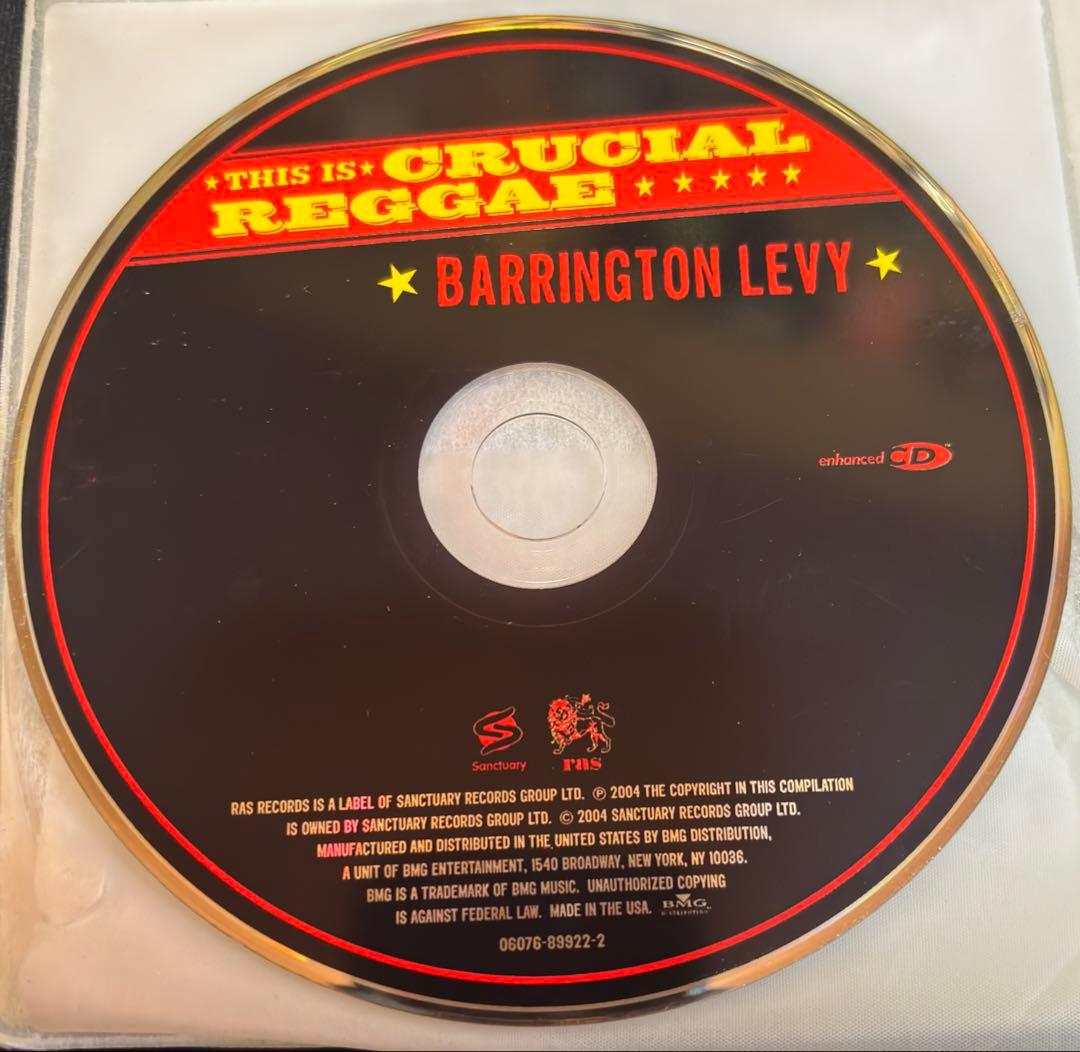 ★THIS IS★CRUCIAL
REGGAE ★★★★★
★ BARRINGTON LEVY ★
enhanced CD™
Sanctuary ras
RAS RECORDS IS A LABEL OF SANCTUARY RECORDS GROUP LTD. ℗ 2004 THE COPYRIGHT IN THIS COMPILATION
IS OWNED BY SANCTUARY RECORDS GROUP LTD. © 2004 SANCTUARY RECORDS GROUP LTD.
MANUFACTURED AND DISTRIBUTED IN THE UNITED STATES BY BMG DISTRIBUTION,
A UNIT OF BMG ENTERTAINMENT, 1540 BROADWAY, NEW YORK, NY 10036.
BMG IS A TRADEMARK OF BMG MUSIC. UNAUTHORIZED COPYING
IS AGAINST FEDERAL LAW. MADE IN THE USA. BMG
06076-89922-2